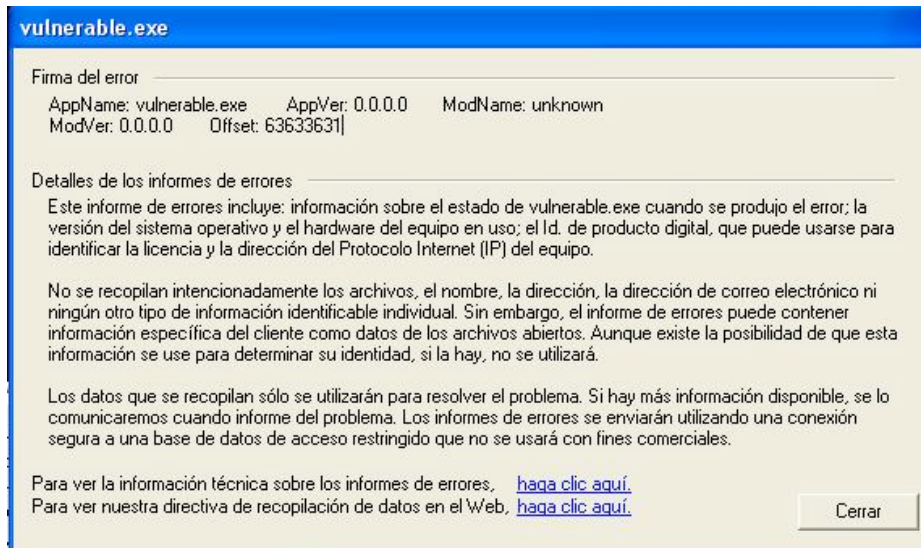 vulnerable.exe
Firma del error
AppName: vulnerable.exe AppVer: 0.0.0.0 ModName: unknown
ModVer: 0.0.0.0 Offset: 63633631
Detalles de los informes de errores
Este informe de errores incluye: información sobre el estado de vulnerable.exe cuando se produjo el error; la
versión del sistema operativo y el hardware del equipo en uso; el Id. de producto digital, que puede usarse para
identificar la licencia y la dirección del Protocolo Internet (IP) del equipo.
No se recopilan intencionadamente los archivos, el nombre, la dirección, la dirección de correo electrónico ni
ningún otro tipo de información identificable individual. Sin embargo, el informe de errores puede contener
información específica del cliente como datos de los archivos abiertos. Aunque existe la posibilidad de que esta
información se use para determinar su identidad, si la hay, no se utilizará.
Los datos que se recopilan sólo se utilizarán para resolver el problema. Si hay más información disponible, se lo
comunicaremos cuando informe del problema. Los informes de errores se enviarán utilizando una conexión
segura a una base de datos de acceso restringido que no se usará con fines comerciales.
Para ver la información técnica sobre los informes de errores, haga clic aquí.
Para ver nuestra directiva de recopilación de datos en el Web, haga clic aquí.
Cerrar